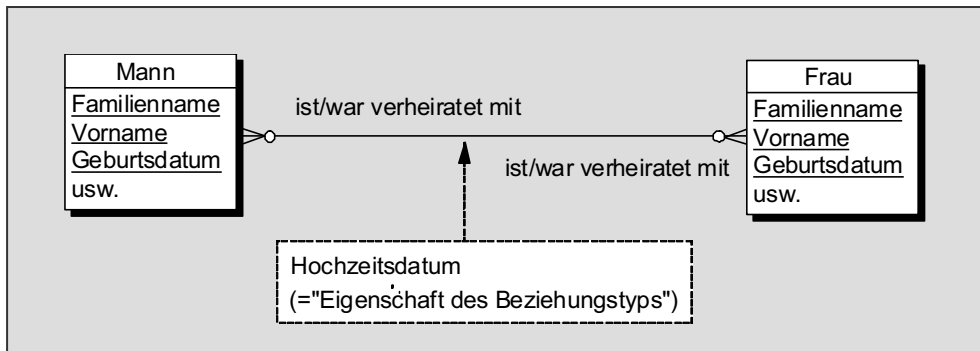 Mann
Familienname
Vorname
Geburtsdatum
usw.
ist/war verheiratet mit
ist/war verheiratet mit
Frau
Familienname
Vorname
Geburtsdatum
usw.
Hochzeitsdatum
(="Eigenschaft des Beziehungstyps")